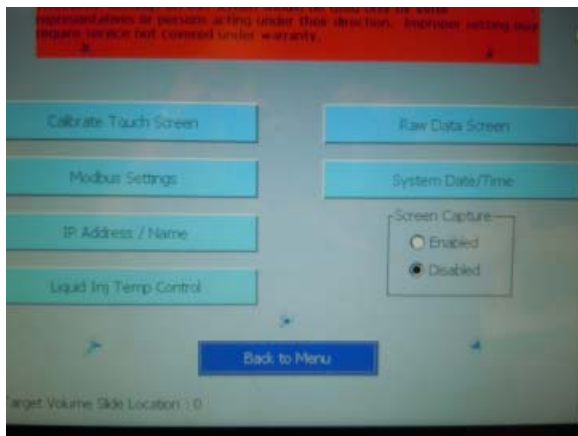 representatives or persons acting under their direction. Improper setting may
require service not covered under warranty.
Calibrate Touch Screen
Raw Data Screen
Modbus Settings
System Date/Time
Screen Capture
IP Address / Name
Enabled
Disabled
Liquid Inj Temp Control
Back to Menu
Target Volume Slide Location : 0